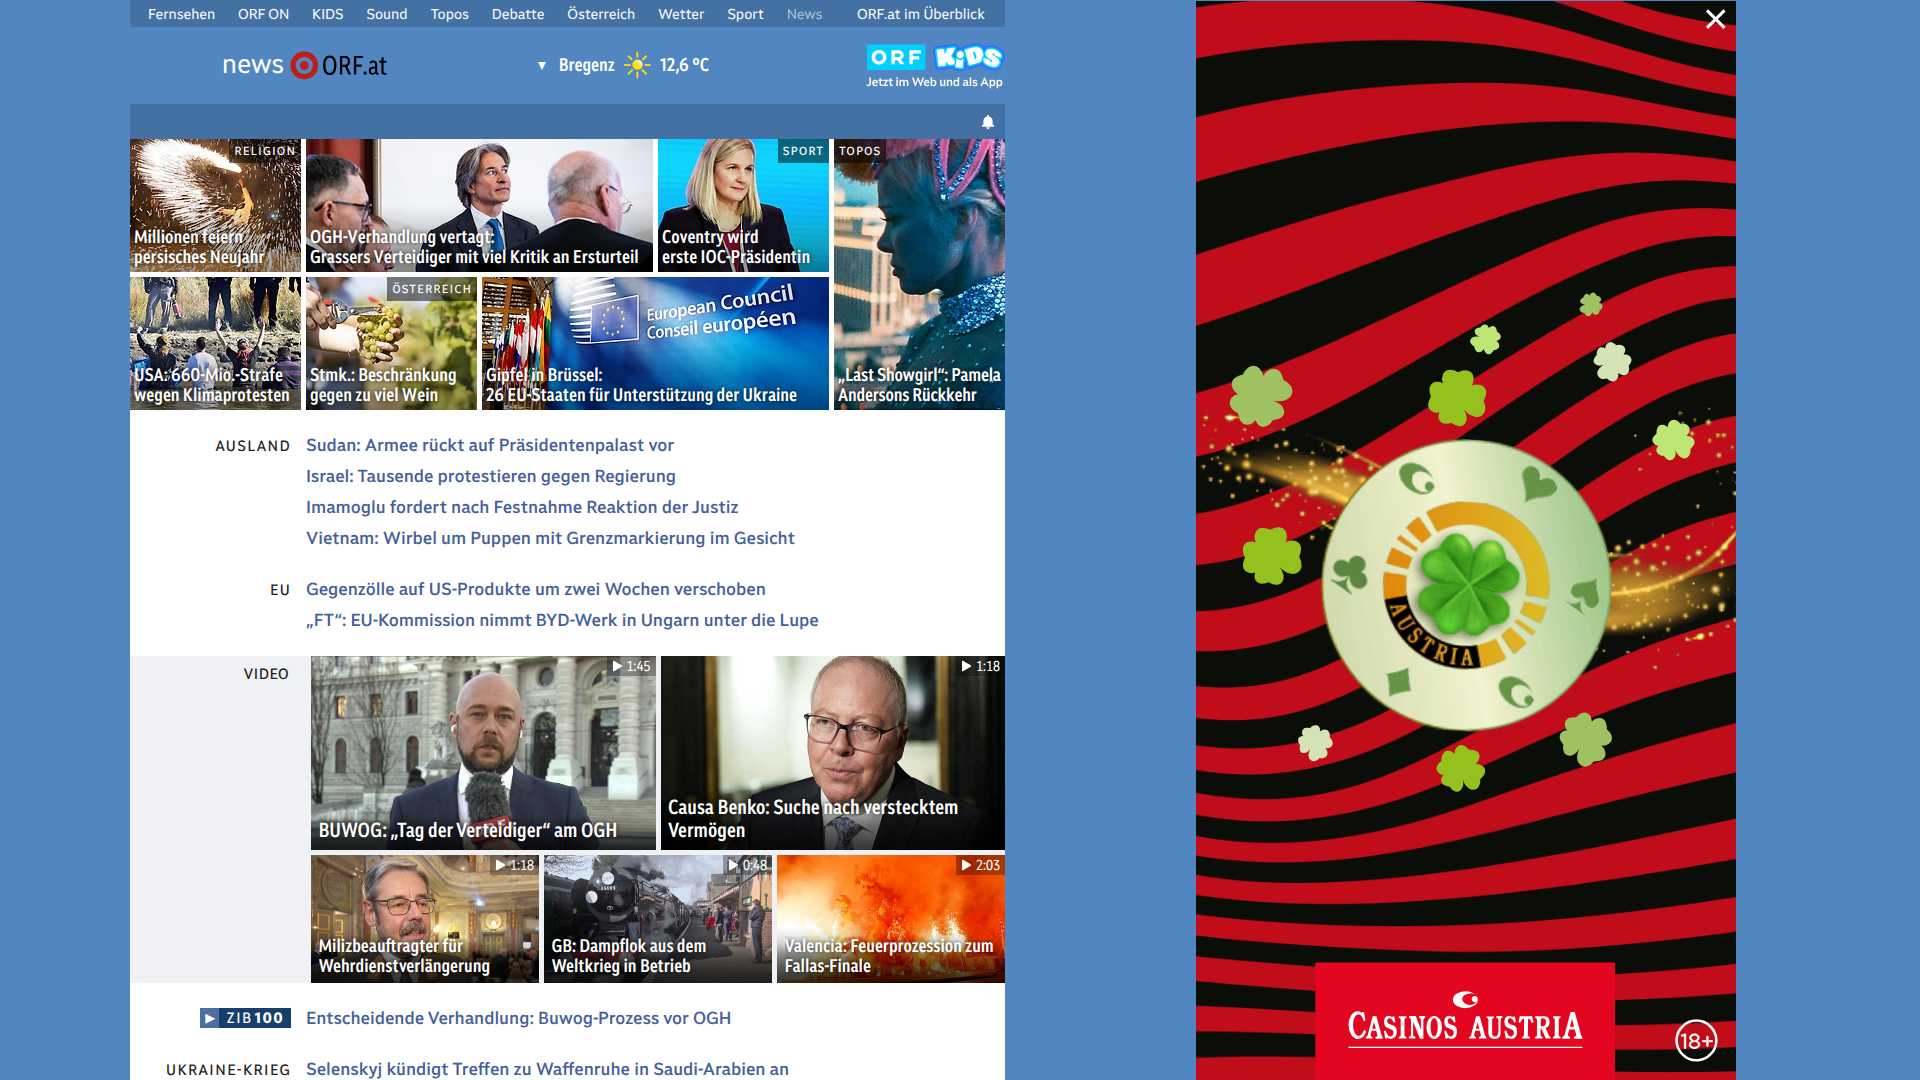 Fernsehen ORF ON KIDS Sound Topos Debatte Österreich Wetter Sport News ORF.at im Überblick
news ORF.at
Bregenz 12,6 °C
ORF KIDS
Jetzt im Web und als App
RELIGION
Millionen feiern
persisches Neujahr
OGH-Verhandlung vertagt:
Grassers Verteidiger mit viel Kritik an Ersturteil
SPORT
Coventry wird
erste IOC-Präsidentin
TOPOS
„Last Showgirl“: Pamela
Andersons Rückkehr
USA: 660-Mio.-Strafe
wegen Klimaprotesten
ÖSTERREICH
Stmk.: Beschränkung
gegen zu viel Wein
European Council
Conseil européen
Gipfel in Brüssel:
26 EU-Staaten für Unterstützung der Ukraine
AUSLAND
Sudan: Armee rückt auf Präsidentenpalast vor
Israel: Tausende protestieren gegen Regierung
Imamoglu fordert nach Festnahme Reaktion der Justiz
Vietnam: Wirbel um Puppen mit Grenzmarkierung im Gesicht
EU
Gegenzölle auf US-Produkte um zwei Wochen verschoben
„FT“: EU-Kommission nimmt BYD-Werk in Ungarn unter die Lupe
VIDEO
1:45
BUWOG: „Tag der Verteidiger“ am OGH
1:18
Causa Benko: Suche nach verstecktem
Vermögen
1:18
Milizbeauftragter für
Wehrdienstverlängerung
0:48
GB: Dampflok aus dem
Weltkrieg in Betrieb
2:03
Valencia: Feuerprozession zum
Fallas-Finale
ZIB100
Entscheidende Verhandlung: Buwog-Prozess vor OGH
UKRAINE-KRIEG
Selenskyj kündigt Treffen zu Waffenruhe in Saudi-Arabien an
AUSTRIA
CASINOS AUSTRIA
18+